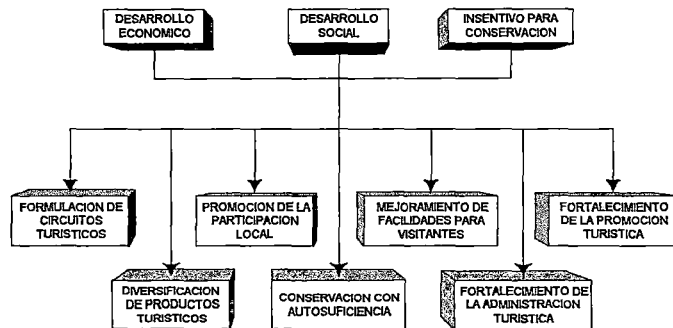 DESARROLLO
ECONOMICO
DESARROLLO
SOCIAL
INSENTIVO PARA
CONSERVACION
FORMULACION DE
CIRCUITOS
TURISTICOS
PROMOCION DE LA
PARTICIPACION
LOCAL
MEJORAMIENTO DE
FACILIDADES PARA
VISITANTES
FORTALECIMIENTO
DE LA PROMOCION
TURISTICA
DIVERSIFICACION
DE PRODUCTOS
TURISTICOS
CONSERVACION CON
AUTOSUFICIENCIA
FORTALECIMIENTO DE
LA ADMINISTRACION
TURISTICA